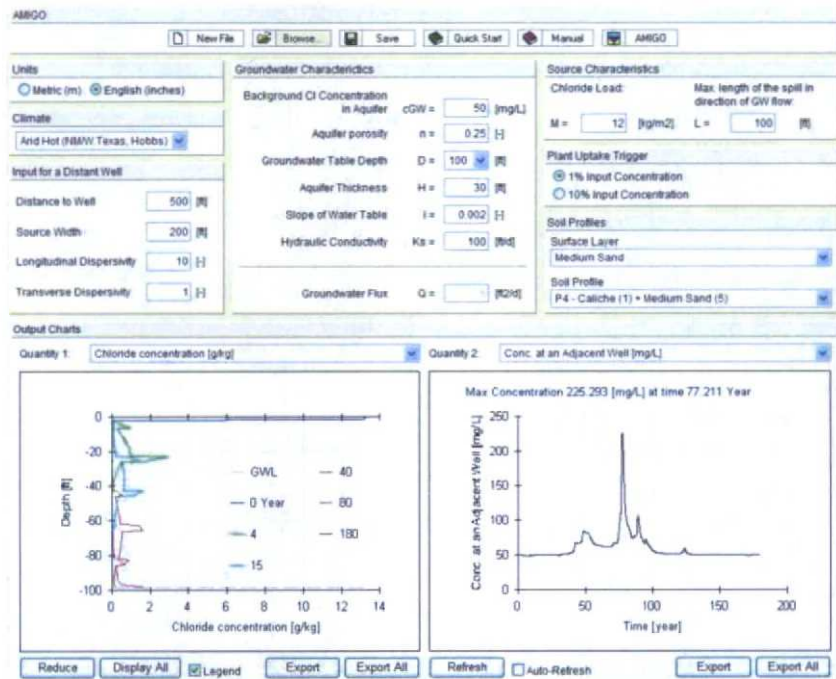 AMIGO
New File Browse... Save Quick Start Manual AMIGO
Units
Metric (m) English (inches)
Climate
Arid Hot (NM/W Texas, Hobbs)
Input for a Distant Well
Distance to Well 500 [ft]
Source Width 200 [ft]
Longitudinal Dispersivity 10 [-]
Transverse Dispersivity 1 [-]
Groundwater Characteristics
Background Cl Concentration
in Aquifer cGW = 50 [mg/L]
Aquifer porosity n = 0.25 [-]
Groundwater Table Depth D = 100 [ft]
Aquifer Thickness H = 30 [ft]
Slope of Water Table i = 0.002 [-]
Hydraulic Conductivity Ks = 100 [ft/d]
Groundwater Flux Q = [ft2/d]
Source Characteristics
Chloride Load: Max. length of the spill in
direction of GW flow:
M = 12 [kg/m2] L = 100 [ft]
Plant Uptake Trigger
1% Input Concentration
10% Input Concentration
Soil Profiles
Surface Layer
Medium Sand
Soil Profile
P4 - Caliche (1) + Medium Sand (5)
Output Charts
Quantity 1: Chloride concentration [g/kg]
Quantity 2: Conc. at an Adjacent Well [mg/L]
0
-20
-40
-60
-80
-100
Depth [ft]
GWL
0 Year
4
15
40
80
180
0 2 4 6 8 10 12 14
Chloride concentration [g/kg]
Max Concentration 225.293 [mg/L] at time 77.211 Year
Conc. at an Adjacent Well [mg/L]
250
200
150
100
50
0
0 50 100 150 200
Time [year]
Reduce Display All Legend Export Export All
Refresh Auto-Refresh Export Export All